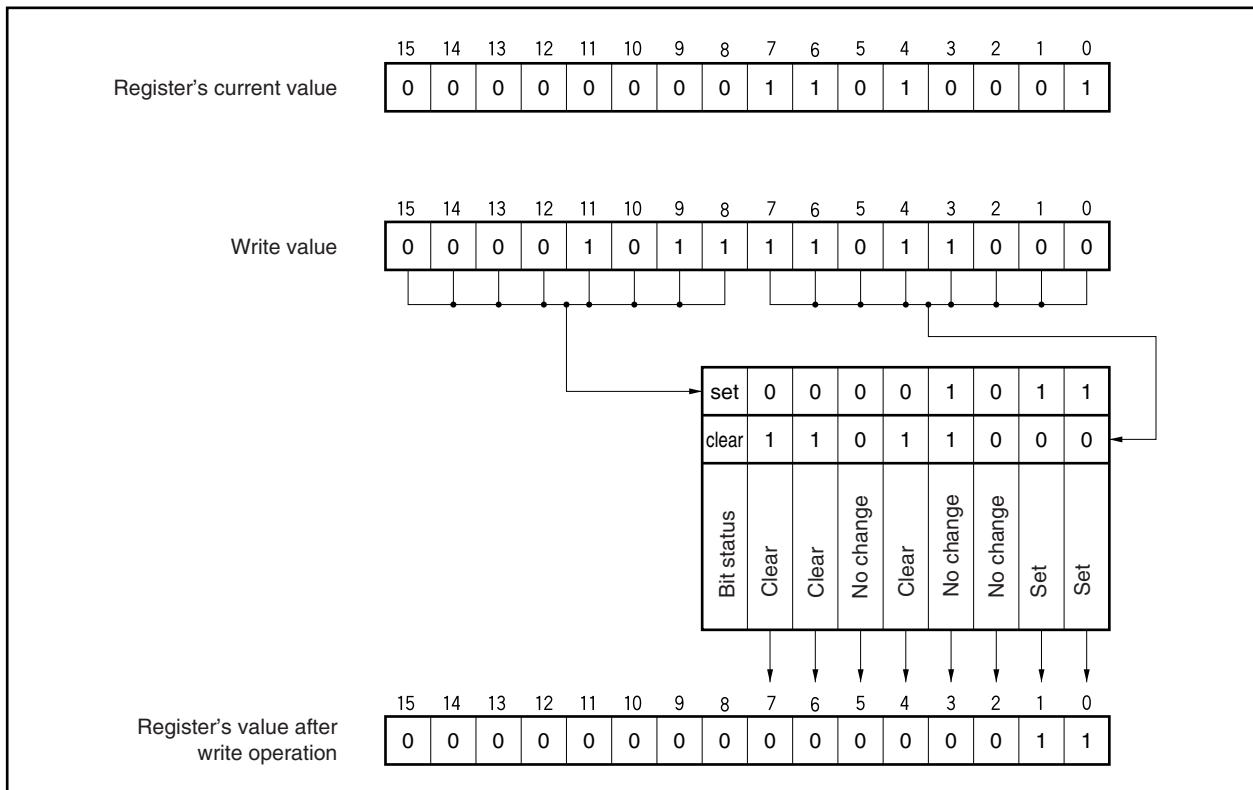 15 14 13 12 11 10 9 8 7 6 5 4 3 2 1 0
Register’s current value 0 0 0 0 0 0 0 0 1 1 0 1 0 0 0 1
15 14 13 12 11 10 9 8 7 6 5 4 3 2 1 0
Write value 0 0 0 0 1 0 1 1 1 1 0 1 1 0 0 0
set 0 0 0 0 1 0 1 1
clear 1 1 0 1 1 0 0 0
Bit status Clear Clear No change Clear No change No change Set Set
15 14 13 12 11 10 9 8 7 6 5 4 3 2 1 0
Register’s value after
write operation 0 0 0 0 0 0 0 0 0 0 0 0 0 0 1 1